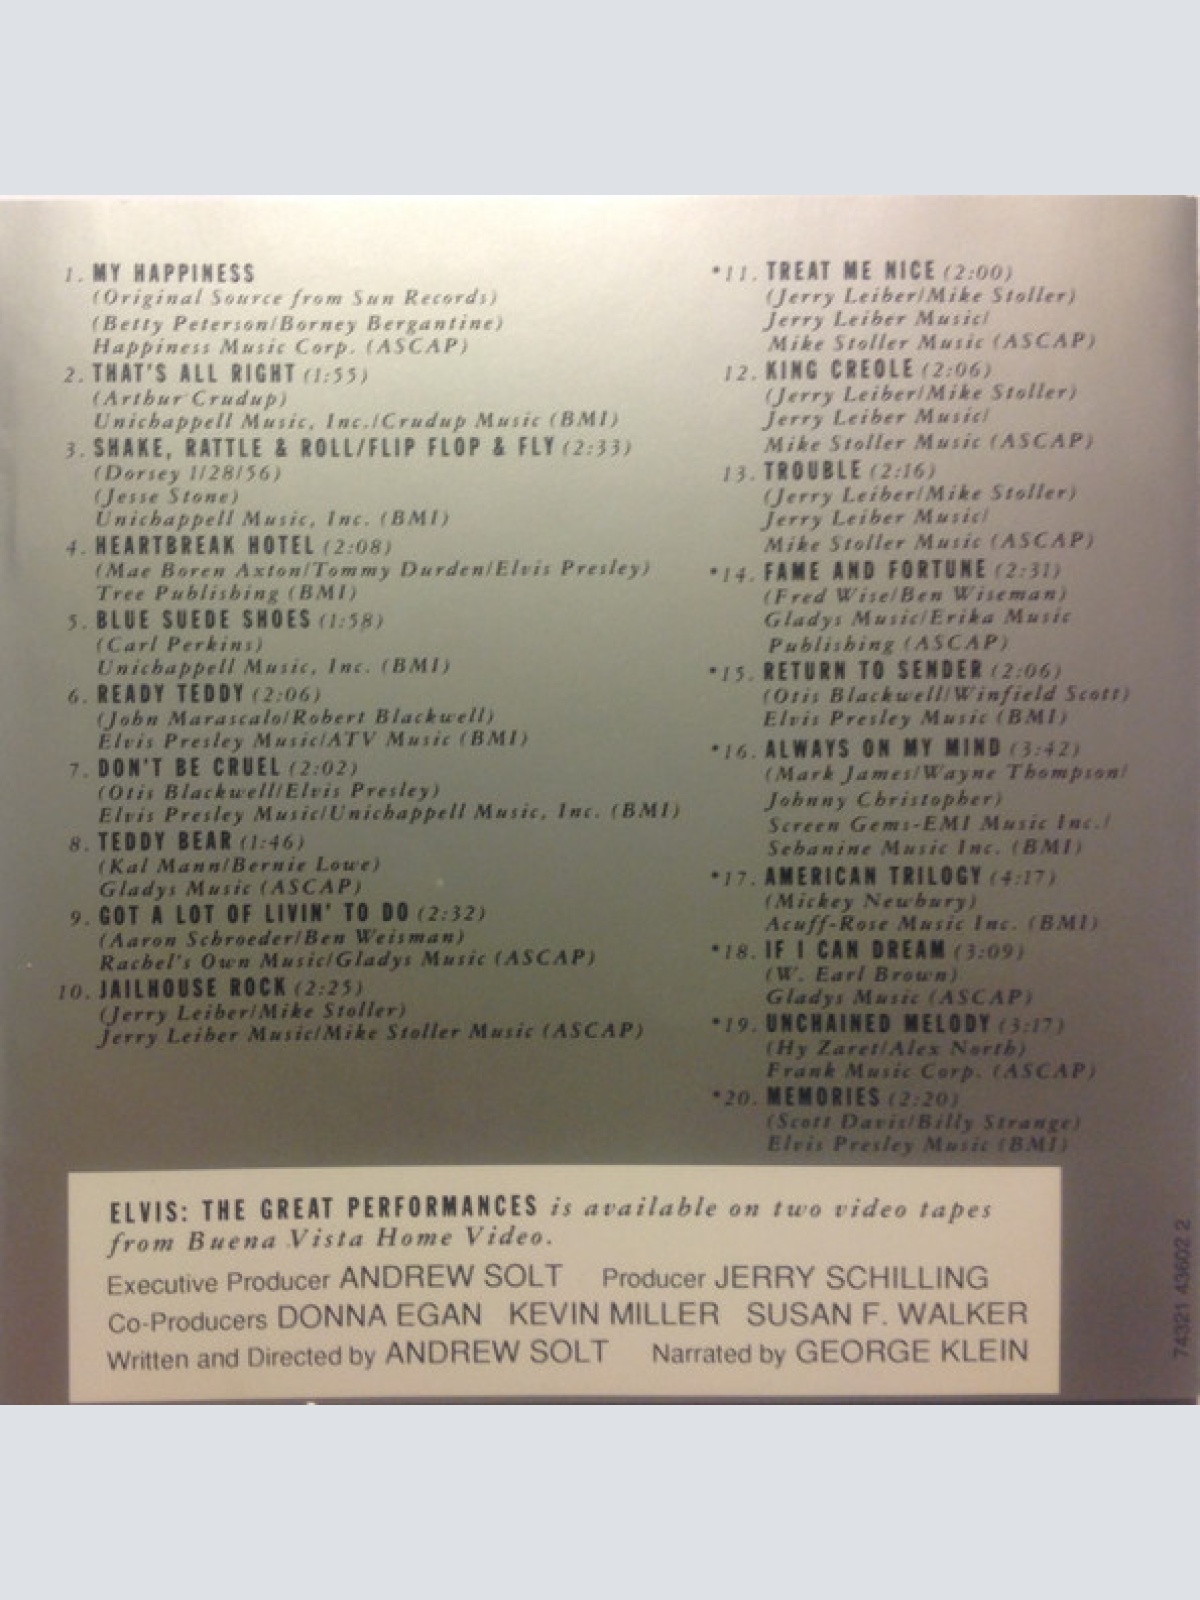 1. MY HAPPINESS
(Original Source from Sun Records)
(Betty Peterson/Borney Bergantine)
Happiness Music Corp. (ASCAP)
2. THAT'S ALL RIGHT (1:55)
(Arthur Crudup)
Unichappell Music, Inc./Crudup Music (BMI)
3. SHAKE, RATTLE & ROLL/FLIP FLOP & FLY (2:33)
(Dorsey 1/28/56)
(Jesse Stone)
Unichappell Music, Inc. (BMI)
4. HEARTBREAK HOTEL (2:08)
(Mae Boren Axton/Tommy Durden/Elvis Presley)
Tree Publishing (BMI)
5. BLUE SUEDE SHOES (1:58)
(Carl Perkins)
Unichappell Music, Inc. (BMI)
6. READY TEDDY (2:06)
(John Marascalo/Robert Blackwell)
Elvis Presley Music/ATV Music (BMI)
7. DON'T BE CRUEL (2:02)
(Otis Blackwell/Elvis Presley)
Elvis Presley Music/Unichappell Music, Inc. (BMI)
8. TEDDY BEAR (1:46)
(Kal Mann/Bernie Lowe)
Gladys Music (ASCAP)
9. GOT A LOT OF LIVIN' TO DO (2:32)
(Aaron Schroeder/Ben Weisman)
Rachel's Own Music/Gladys Music (ASCAP)
10. JAILHOUSE ROCK (2:25)
(Jerry Leiber/Mike Stoller)
Jerry Leiber Music/Mike Stoller Music (ASCAP)
*11. TREAT ME NICE (2:00)
(Jerry Leiber/Mike Stoller)
Jerry Leiber Music/
Mike Stoller Music (ASCAP)
12. KING CREOLE (2:06)
(Jerry Leiber/Mike Stoller)
Jerry Leiber Music/
Mike Stoller Music (ASCAP)
13. TROUBLE (2:16)
(Jerry Leiber/Mike Stoller)
Jerry Leiber Music/
Mike Stoller Music (ASCAP)
*14. FAME AND FORTUNE (2:31)
(Fred Wise/Ben Wiseman)
Gladys Music/Erika Music
Publishing (ASCAP)
*15. RETURN TO SENDER (2:06)
(Otis Blackwell/Winfield Scott)
Elvis Presley Music (BMI)
*16. ALWAYS ON MY MIND (3:42)
(Mark James/Wayne Thompson/
Johnny Christopher)
Screen Gems-EMI Music Inc./
Sebanine Music Inc. (BMI)
*17. AMERICAN TRILOGY (4:17)
(Mickey Newbury)
Acuff-Rose Music Inc. (BMI)
*18. IF I CAN DREAM (3:09)
(W. Earl Brown)
Gladys Music (ASCAP)
*19. UNCHAINED MELODY (3:17)
(Hy Zaret/Alex North)
Frank Music Corp. (ASCAP)
*20. MEMORIES (2:20)
(Scott Davis/Billy Strange)
Elvis Presley Music (BMI)
ELVIS: THE GREAT PERFORMANCES is available on two video tapes
from Buena Vista Home Video.
Executive Producer ANDREW SOLT Producer JERRY SCHILLING
Co-Producers DONNA EGAN KEVIN MILLER SUSAN F. WALKER
Written and Directed by ANDREW SOLT Narrated by GEORGE KLEIN
74321 43602 2